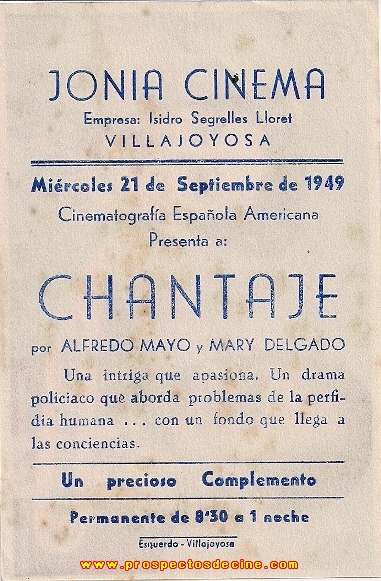 JONIA CINEMA
Empresa: Isidro Segrelles Lloret
VILLAJOYOSA
Miércoles 21 de Septiembre de 1949
Cinematografía Española Americana
Presenta a:
CHANTAJE
por ALFREDO MAYO y MARY DELGADO
Una intriga que apasiona. Un drama
policiaco que aborda problemas de la perfi-
dia humana ... con un fondo que llega a
las conciencias.
Un precioso Complemento
Permanente de 8'30 a 1 noche
Esquerdo - Villajoyosa
www.prospectosdecine.com